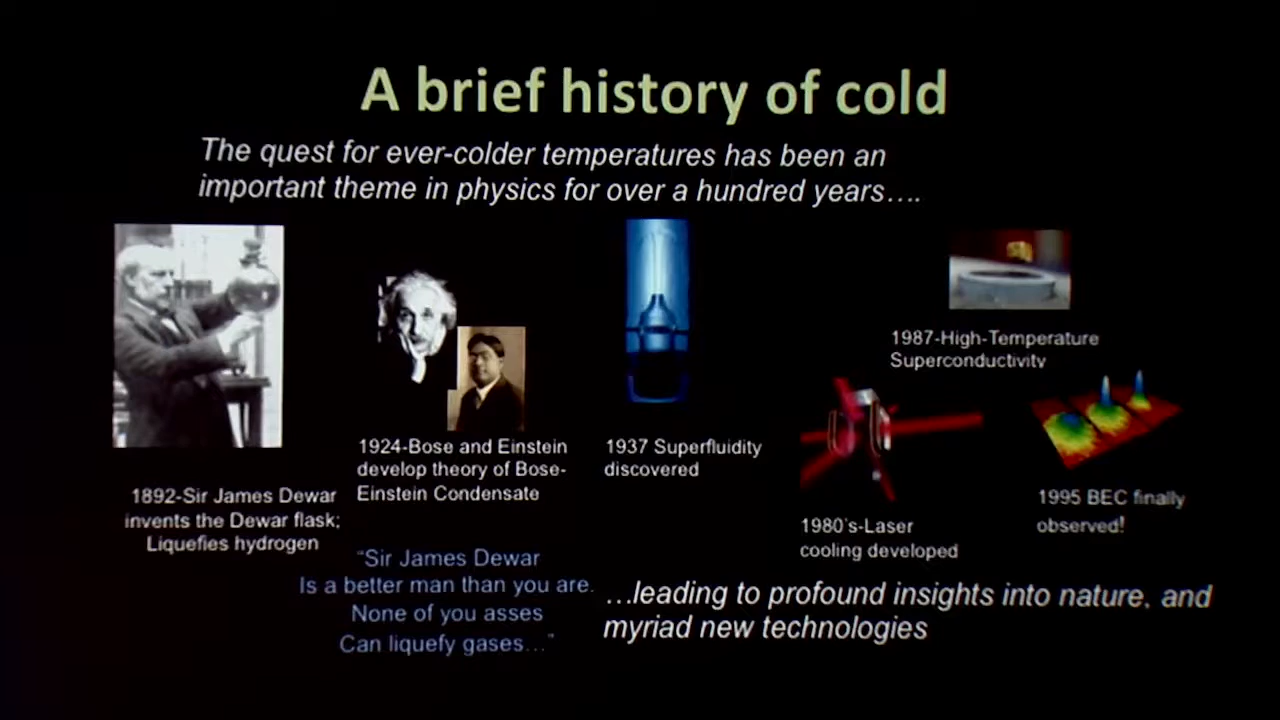 A brief history of cold
The quest for ever-colder temperatures has been an
important theme in physics for over a hundred years….
1892-Sir James Dewar
invents the Dewar flask;
Liquefies hydrogen
1924-Bose and Einstein
develop theory of Bose-
Einstein Condensate
1937 Superfluidity
discovered
1987-High-Temperature
Superconductivity
1980's-Laser
cooling developed
1995 BEC finally
observed!
“Sir James Dewar
Is a better man than you are.
None of you asses
Can liquefy gases…”
…leading to profound insights into nature, and
myriad new technologies